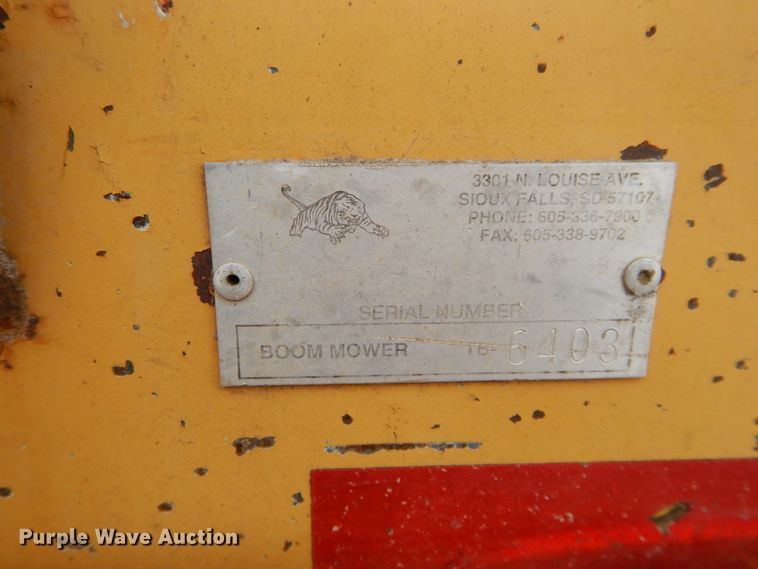 3301 N. LOUISE AVE,
SIOUX FALLS, SD 57107
PHONE: 605-336-7900
FAX: 605-338-9702
SERIAL NUMBER
BOOM MOWER TB-6403
Purple Wave Auction